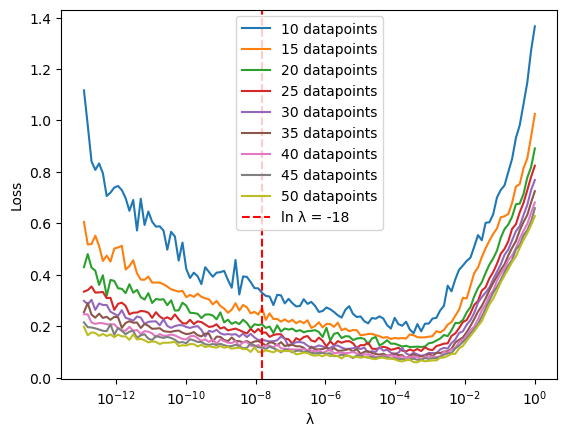 1.4
1.2
1.0
0.8
0.6
0.4
0.2
0.0
Loss
10 datapoints
15 datapoints
20 datapoints
25 datapoints
30 datapoints
35 datapoints
40 datapoints
45 datapoints
50 datapoints
ln λ = -18
10⁻¹² 10⁻¹⁰ 10⁻⁸ 10⁻⁶ 10⁻⁴ 10⁻² 10⁰
λ